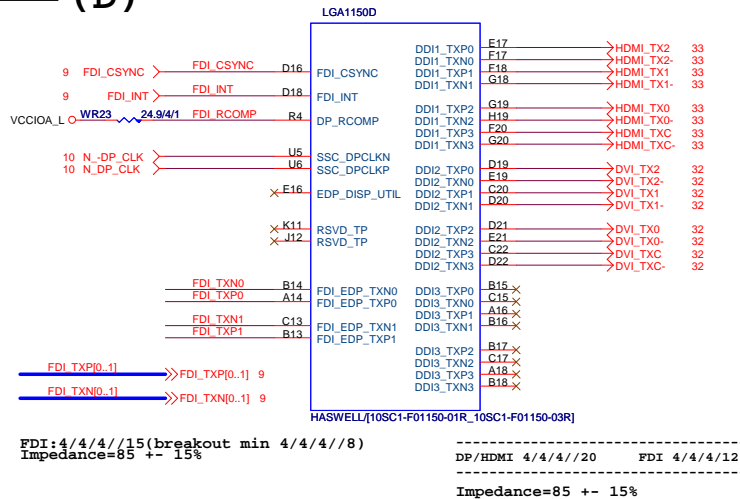 (D)
LGA1150D
9 FDI_CSYNC FDI_CSYNC D16 FDI_CSYNC
9 FDI_INT FDI_INT D18 FDI_INT
VCCIOA_L WR23 24.9/4/1 FDI_RCOMP R4 DP_RCOMP
10 N_-DP_CLK U5 SSC_DPCLKN
10 N_DP_CLK U6 SSC_DPCLKP
E16 EDP_DISP_UTIL
K11 RSVD_TP
J12 RSVD_TP
FDI_TXN0 B14 FDI_EDP_TXN0
FDI_TXP0 A14 FDI_EDP_TXP0
FDI_TXN1 C13 FDI_EDP_TXN1
FDI_TXP1 B13 FDI_EDP_TXP1
DDI1_TXP0 E17 HDMI_TX2 33
DDI1_TXN0 F17 HDMI_TX2- 33
DDI1_TXP1 F18 HDMI_TX1 33
DDI1_TXN1 G18 HDMI_TX1- 33
DDI1_TXP2 G19 HDMI_TX0 33
DDI1_TXN2 H19 HDMI_TX0- 33
DDI1_TXP3 F20 HDMI_TXC 33
DDI1_TXN3 G20 HDMI_TXC- 33
DDI2_TXP0 D19 DVI_TX2 32
DDI2_TXN0 E19 DVI_TX2- 32
DDI2_TXP1 C20 DVI_TX1 32
DDI2_TXN1 D20 DVI_TX1- 32
DDI2_TXP2 D21 DVI_TX0 32
DDI2_TXN2 E21 DVI_TX0- 32
DDI2_TXP3 C22 DVI_TXC 32
DDI2_TXN3 D22 DVI_TXC- 32
DDI3_TXP0 B15
DDI3_TXN0 C15
DDI3_TXP1 A16
DDI3_TXN1 B16
DDI3_TXP2 B17
DDI3_TXN2 C17
DDI3_TXP3 A18
DDI3_TXN3 B18
FDI_TXP[0..1] FDI_TXP[0..1] 9
FDI_TXN[0..1] FDI_TXN[0..1] 9
HASWELL/[10SC1-F01150-01R_10SC1-F01150-03R]
FDI:4/4/4//15(breakout min 4/4/4//8)
Impedance=85 +- 15%
DP/HDMI 4/4/4//20 FDI 4/4/4/12
Impedance=85 +- 15%